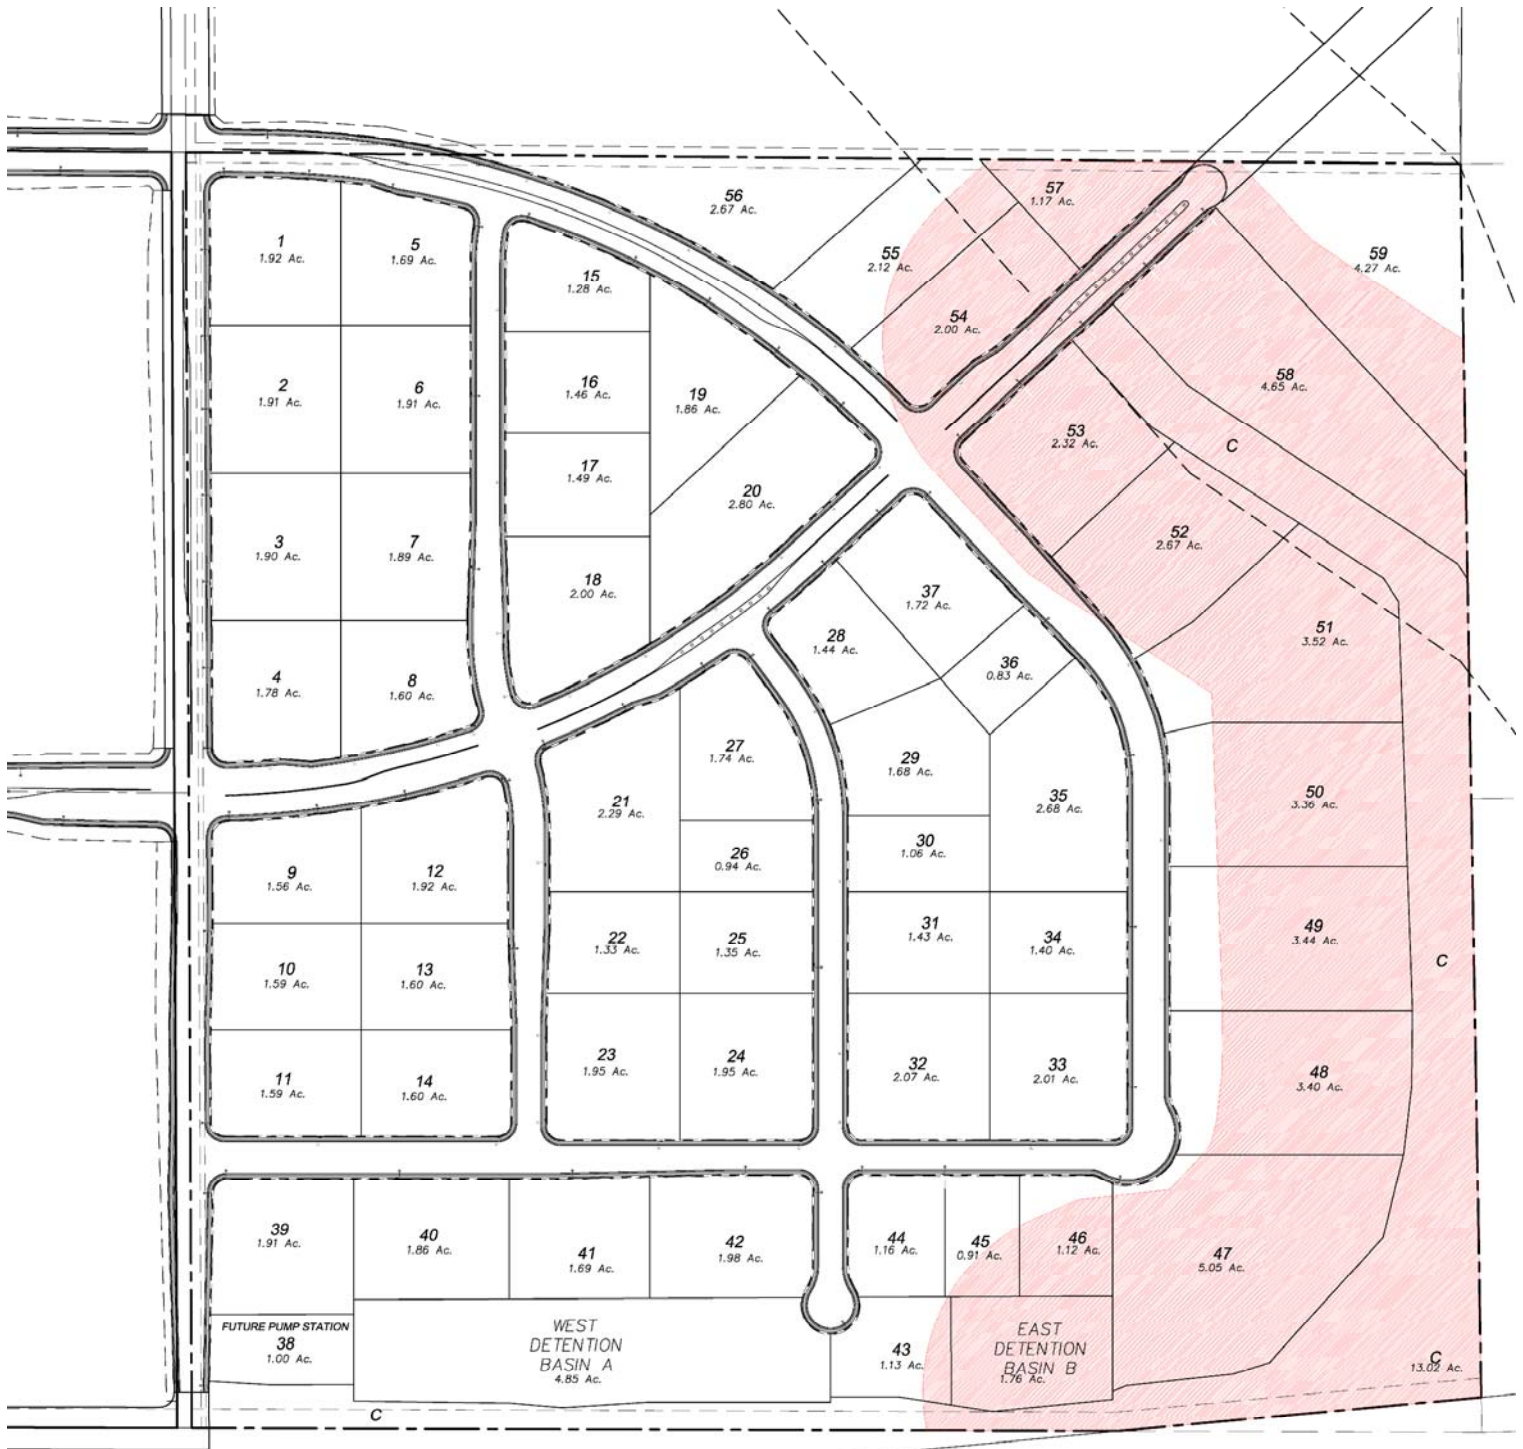 56
2.67 Ac.
57
1.17 Ac.
1
1.92 Ac.
5
1.69 Ac.
15
1.28 Ac.
55
2.12 Ac.
59
4.27 Ac.
54
2.00 Ac.
2
1.91 Ac.
6
1.91 Ac.
16
1.46 Ac.
19
1.86 Ac.
58
4.65 Ac.
53
2.32 Ac.
C
17
1.49 Ac.
20
2.80 Ac.
3
1.90 Ac.
7
1.89 Ac.
52
2.67 Ac.
18
2.00 Ac.
37
1.72 Ac.
28
1.44 Ac.
51
3.52 Ac.
36
0.83 Ac.
4
1.78 Ac.
8
1.60 Ac.
27
1.74 Ac.
29
1.68 Ac.
21
2.29 Ac.
35
2.68 Ac.
50
3.36 Ac.
26
0.94 Ac.
30
1.06 Ac.
9
1.56 Ac.
12
1.92 Ac.
22
1.33 Ac.
25
1.35 Ac.
31
1.43 Ac.
34
1.40 Ac.
49
3.44 Ac.
C
10
1.59 Ac.
13
1.60 Ac.
23
1.95 Ac.
24
1.95 Ac.
32
2.07 Ac.
33
2.01 Ac.
48
3.40 Ac.
11
1.59 Ac.
14
1.60 Ac.
39
1.91 Ac.
40
1.86 Ac.
41
1.69 Ac.
42
1.98 Ac.
44
1.16 Ac.
45
0.91 Ac.
46
1.12 Ac.
47
5.05 Ac.
FUTURE PUMP STATION
38
1.00 Ac.
WEST
DETENTION
BASIN A
4.85 Ac.
43
1.13 Ac.
EAST
DETENTION
BASIN B
1.76 Ac.
C
13.02 Ac.
C